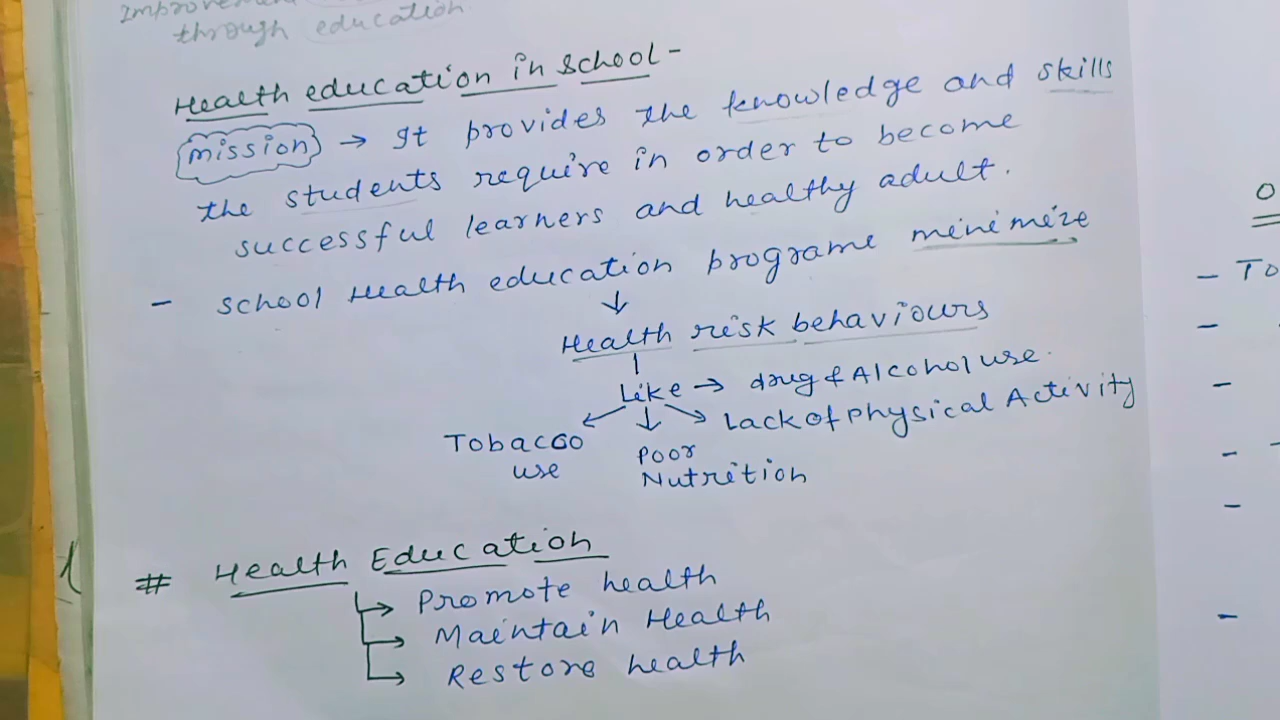 Improvement
through education
Health education in school -
mission → It provides the knowledge and skills
the students require in order to become
successful learners and healthy adult.
- school Health education programe minimize
↓
Health risk behaviours
Like → drug & Alcohol use.
Lack of Physical Activity
Tobacco use
Poor Nutrition
# Health Education
→ Promote health
→ Maintain Health
→ Restore health
O
- To
-
-
-
-
-